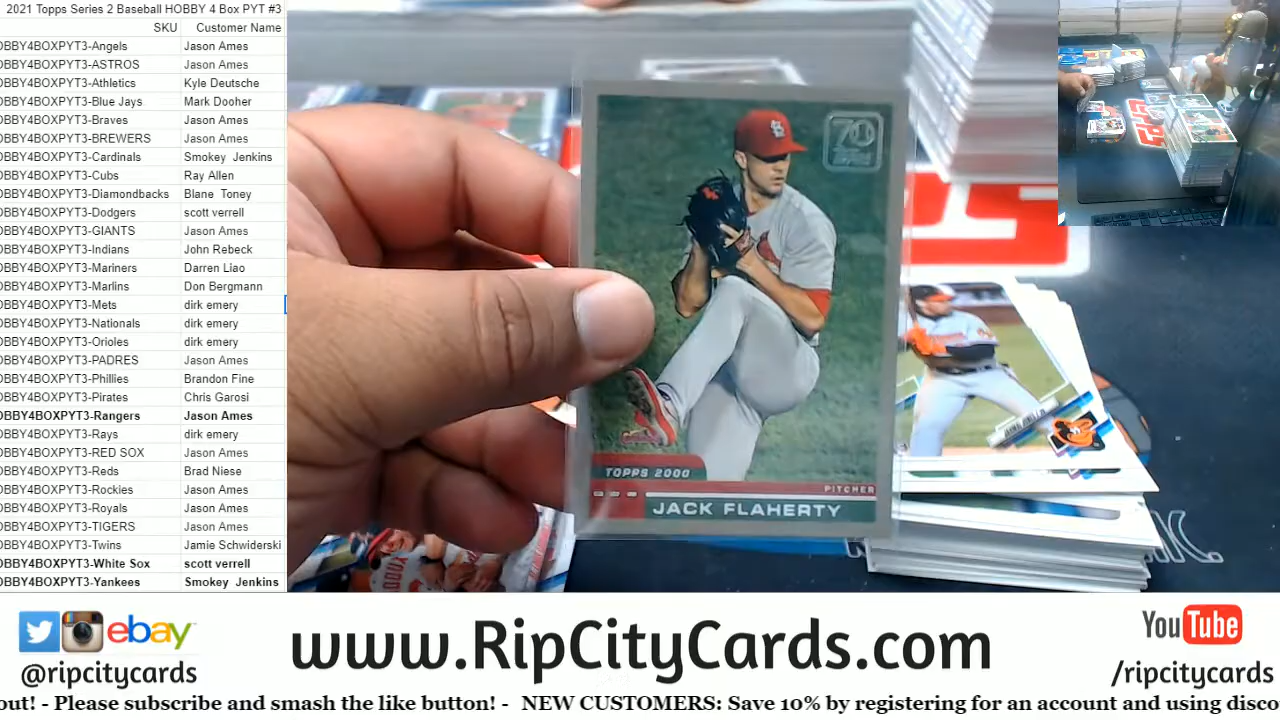 2021 Topps Series 2 Baseball HOBBY 4 Box PYT #3
SKU Customer Name
OBBY4BOXPYT3-Angels Jason Ames
OBBY4BOXPYT3-ASTROS Jason Ames
OBBY4BOXPYT3-Athletics Kyle Deutsche
OBBY4BOXPYT3-Blue Jays Mark Dooher
OBBY4BOXPYT3-Braves Jason Ames
OBBY4BOXPYT3-BREWERS Jason Ames
OBBY4BOXPYT3-Cardinals Smokey Jenkins
OBBY4BOXPYT3-Cubs Ray Allen
OBBY4BOXPYT3-Diamondbacks Blane Toney
OBBY4BOXPYT3-Dodgers scott verrell
OBBY4BOXPYT3-GIANTS Jason Ames
OBBY4BOXPYT3-Indians John Rebeck
OBBY4BOXPYT3-Mariners Darren Liao
OBBY4BOXPYT3-Marlins Don Bergmann
OBBY4BOXPYT3-Mets dirk emery
OBBY4BOXPYT3-Nationals dirk emery
OBBY4BOXPYT3-Orioles dirk emery
OBBY4BOXPYT3-PADRES Jason Ames
OBBY4BOXPYT3-Phillies Brandon Fine
OBBY4BOXPYT3-Pirates Chris Garosi
OBBY4BOXPYT3-Rangers Jason Ames
OBBY4BOXPYT3-Rays dirk emery
OBBY4BOXPYT3-RED SOX Jason Ames
OBBY4BOXPYT3-Reds Brad Niese
OBBY4BOXPYT3-Rockies Jason Ames
OBBY4BOXPYT3-Royals Jason Ames
OBBY4BOXPYT3-TIGERS Jason Ames
OBBY4BOXPYT3-Twins Jamie Schwiderski
OBBY4BOXPYT3-White Sox scott verrell
OBBY4BOXPYT3-Yankees Smokey Jenkins
70
TOPPS 2000
PITCHER
JACK FLAHERTY
ebay
@ripcitycards
www.RipCityCards.com
YouTube
/ripcitycards
out! - Please subscribe and smash the like button! - NEW CUSTOMERS: Save 10% by registering for an account and using disco